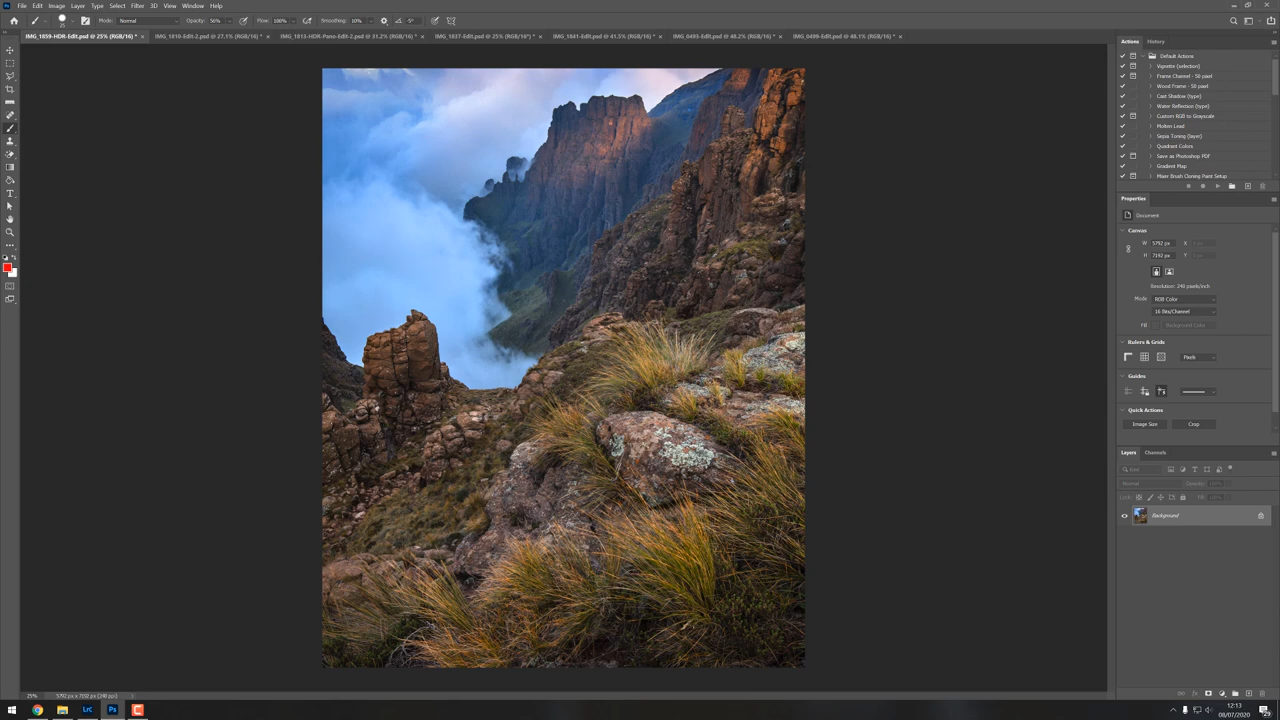 File Edit Image Layer Type Select Filter 3D View Window Help
25 Mode: Normal Opacity: 50% Flow: 100% Smoothing: 10% -5°
IMG_1859-HDR-Edit.psd @ 25% (RGB/16) * × IMG_1810-Edit-2.psd @ 27.1% (RGB/16) * × IMG_1813-HDR-Pano-Edit-2.psd @ 31.2% (RGB/16) * × IMG_1837-Edit.psd @ 25% (RGB/16*) * × IMG_1841-Edit.psd @ 41.5% (RGB/16) * × IMG_0493-Edit.psd @ 48.2% (RGB/16) * × IMG_0499-Edit.psd @ 48.1% (RGB/16) * ×
Actions History
Default Actions
Vignette (selection)
Frame Channel - 50 pixel
Wood Frame - 50 pixel
Cast Shadow (type)
Water Reflection (type)
Custom RGB to Grayscale
Molten Lead
Sepia Toning (layer)
Quadrant Colors
Save as Photoshop PDF
Gradient Map
Mixer Brush Cloning Paint Setup
Properties
Document
Canvas
W 5792 px X
H 7192 px Y
Resolution: 240 pixels/inch
Mode RGB Color
16 Bits/Channel
Fill Background Color
Rulers & Grids
Pixels
Guides
Quick Actions
Image Size Crop
Layers Channels
Kind
Normal Opacity: 100%
Lock: Fill: 100%
Background
25% 5792 px x 7192 px (240 ppi)
LrC Ps
12:13
08/07/2020
29